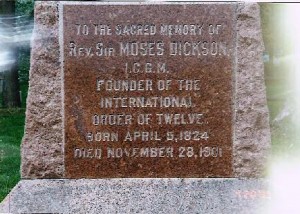 TO THE SACRED MEMORY OF
REV. SIR MOSES DICKSON,
I.C.G.M.
FOUNDER OF THE
INTERNATIONAL
ORDER OF TWELVE.
BORN APRIL 5, 1824
DIED NOVEMBER 28, 1901